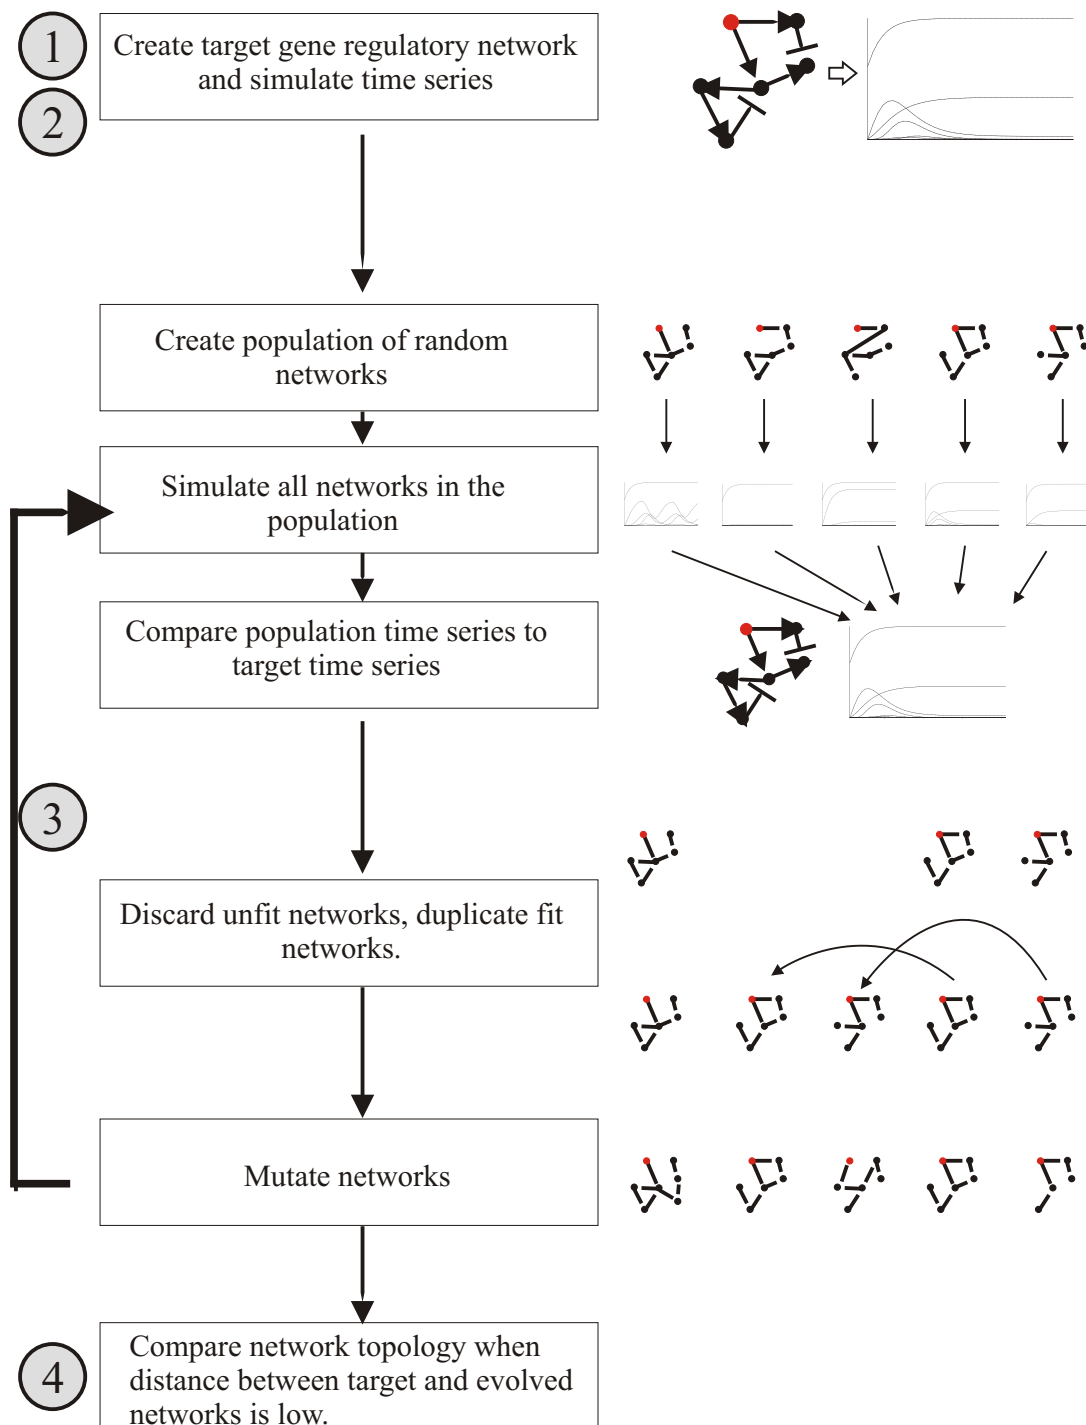 1
Create target gene regulatory network
and simulate time series
2
Create population of random
networks
Simulate all networks in the
population
Compare population time series to
target time series
3
Discard unfit networks, duplicate fit
networks.
Mutate networks
4
Compare network topology when
distance between target and evolved
networks is low.